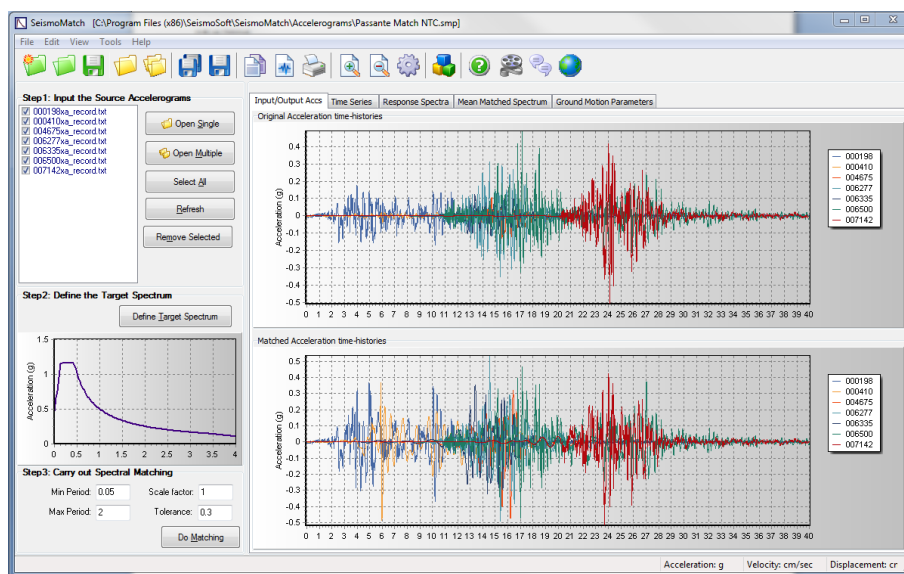 SeismoMatch [C:\Program Files (x86)\SeismoSoft\SeismoMatch\Accelerograms\Passante Match NTC.smp]
File Edit View Tools Help
Step1: Input the Source Accelerograms
000198xa_record.txt
000410xa_record.txt
004675xa_record.txt
006277xa_record.txt
006335xa_record.txt
006500xa_record.txt
007142xa_record.txt
Open Single
Open Multiple
Select All
Refresh
Remove Selected
Step2: Define the Target Spectrum
Define Target Spectrum
Acceleration (g)
1.5
1
0.5
0
0 0.5 1 1.5 2 2.5 3 3.5 4
Step3: Carry out Spectral Matching
Min Period: 0.05 Scale factor: 1
Max Period: 2 Tolerance: 0.3
Do Matching
Input/Output Accs Time Series Response Spectra Mean Matched Spectrum Ground Motion Parameters
Original Acceleration time-histories
Acceleration (g)
0.4
0.3
0.2
0.1
0
-0.1
-0.2
-0.3
-0.4
-0.5
0 1 2 3 4 5 6 7 8 9 10 11 12 13 14 15 16 17 18 19 20 21 22 23 24 25 26 27 28 29 30 31 32 33 34 35 36 37 38 39 40
000198
000410
004675
006277
006335
006500
007142
Matched Acceleration time-histories
Acceleration (g)
0.5
0.4
0.3
0.2
0.1
0
-0.1
-0.2
-0.3
-0.4
-0.5
0 1 2 3 4 5 6 7 8 9 10 11 12 13 14 15 16 17 18 19 20 21 22 23 24 25 26 27 28 29 30 31 32 33 34 35 36 37 38 39 40
000198
000410
004675
006277
006335
006500
007142
Acceleration: g Velocity: cm/sec Displacement: cr